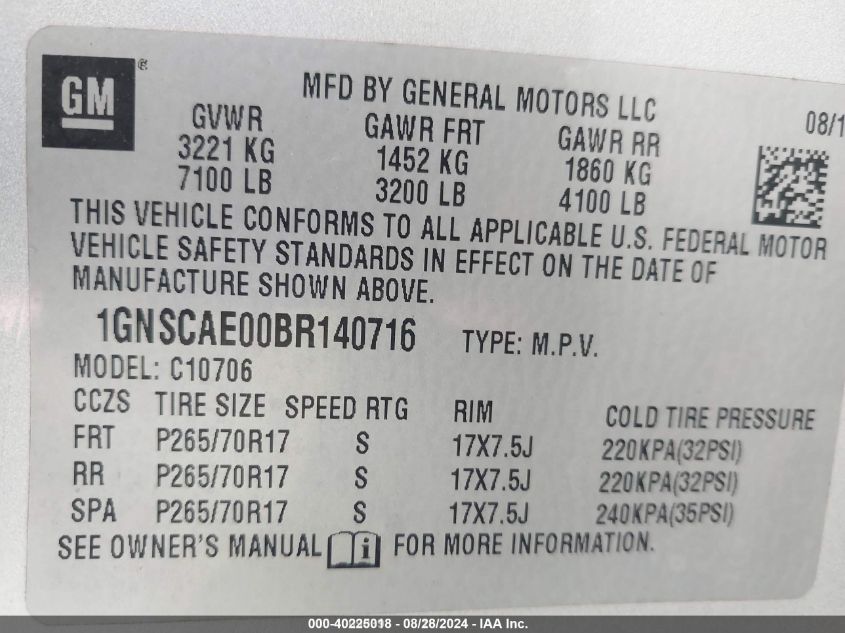 GM ®
MFD BY GENERAL MOTORS LLC
08/1
GVWR GAWR FRT GAWR RR
3221 KG 1452 KG 1860 KG
7100 LB 3200 LB 4100 LB
THIS VEHICLE CONFORMS TO ALL APPLICABLE U.S. FEDERAL MOTOR
VEHICLE SAFETY STANDARDS IN EFFECT ON THE DATE OF
MANUFACTURE SHOWN ABOVE.
1GNSCAE00BR140716 TYPE: M.P.V.
MODEL: C10706
CCZS TIRE SIZE SPEED RTG RIM COLD TIRE PRESSURE
FRT P265/70R17 S 17X7.5J 220KPA(32PSI)
RR P265/70R17 S 17X7.5J 220KPA(32PSI)
SPA P265/70R17 S 17X7.5J 240KPA(35PSI)
SEE OWNER'S MANUAL i FOR MORE INFORMATION.
000-40225018 - 08/28/2024 - IAA Inc.